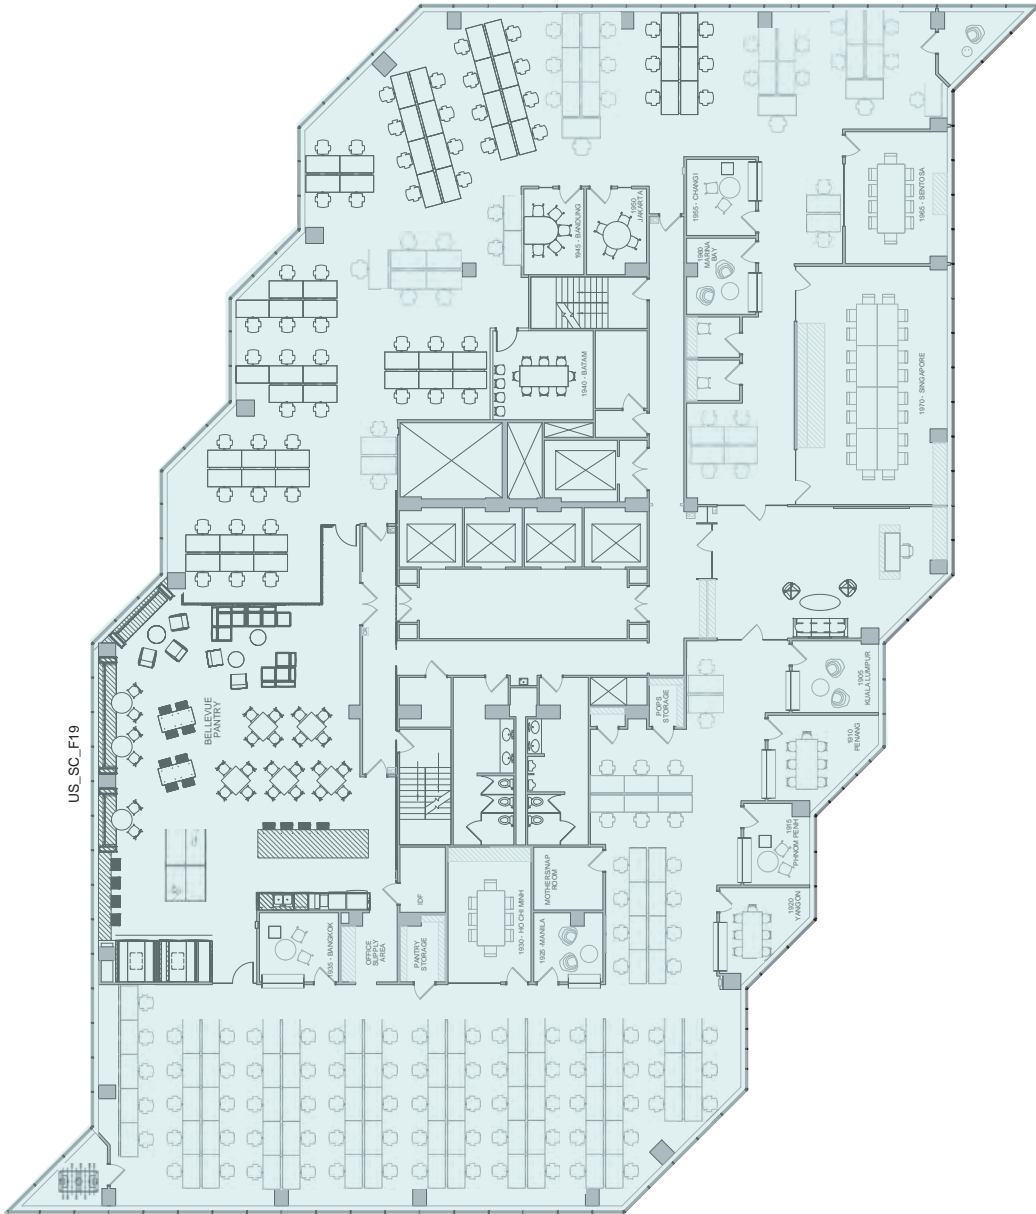 1950
JAKARTA
1945 - BANDUNG
1955 - CHANGI
1965 - SENTOSA
1960
MARINA
BAY
1940 - BATAM
1970 - SINGAPORE
BELLEVUE
PANTRY
US_SC_F19
POPS
STORAGE
1905
KUALA LUMPUR
1910
PENANG
1915
PHNOM PENH
1920
YANGON
IDF
MOTHERS/NAP
ROOM
1930 - HO CHI MINH
1925 -MANILA
1935 - BANGKOK
OFFICE
SUPPLY
AREA
PANTRY
STORAGE